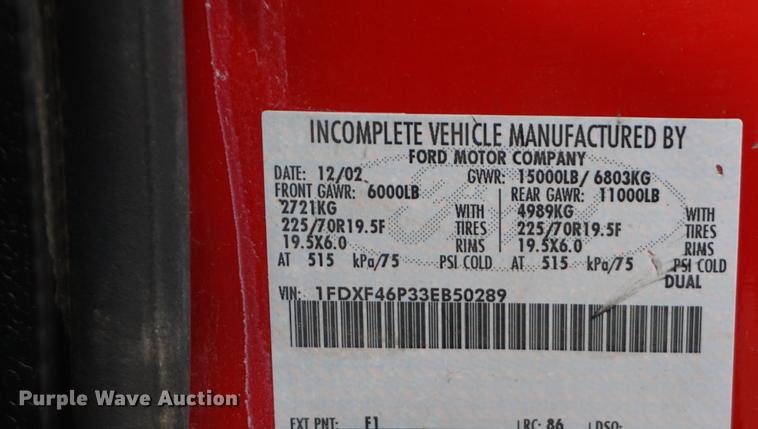 INCOMPLETE VEHICLE MANUFACTURED BY
FORD MOTOR COMPANY
DATE: 12/02 GVWR: 15000LB/ 6803KG
FRONT GAWR: 6000LB REAR GAWR: 11000LB
2721KG WITH 4989KG WITH
225/70R19.5F TIRES 225/70R19.5F TIRES
19.5X6.0 RIMS 19.5X6.0 RIMS
AT 515 kPa/75 PSI COLD AT 515 kPa/75 PSI COLD
DUAL
VIN: 1FDXF46P33EB50289
EXT PNT: F1 RC: 86 DSO:
Purple Wave Auction